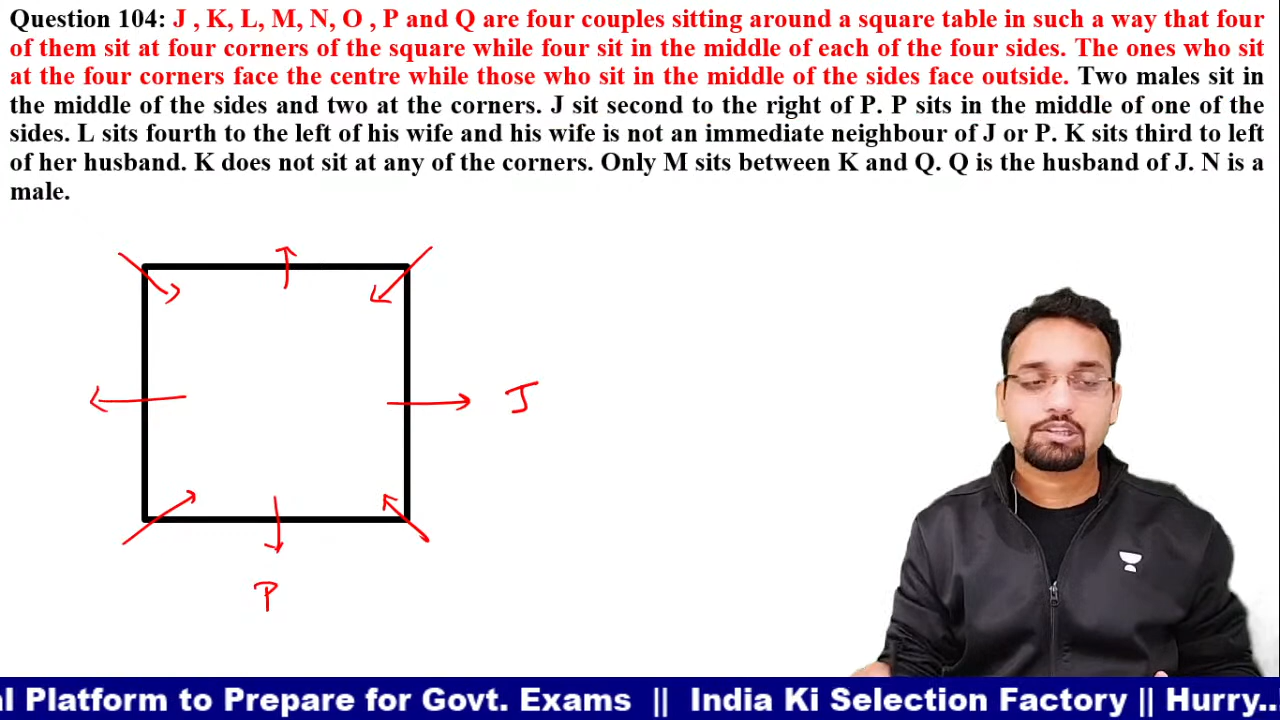 Question 104: J , K, L, M, N, O , P and Q are four couples sitting around a square table in such a way that four
of them sit at four corners of the square while four sit in the middle of each of the four sides. The ones who sit
at the four corners face the centre while those who sit in the middle of the sides face outside. Two males sit in
the middle of the sides and two at the corners. J sit second to the right of P. P sits in the middle of one of the
sides. L sits fourth to the left of his wife and his wife is not an immediate neighbour of J or P. K sits third to left
of her husband. K does not sit at any of the corners. Only M sits between K and Q. Q is the husband of J. N is a
male.
J
P
al Platform to Prepare for Govt. Exams || India Ki Selection Factory || Hurry..